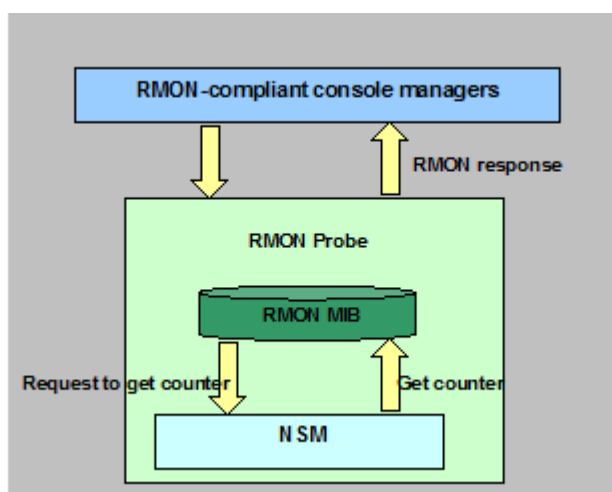 RMON-compliant console managers
RMON response
RMON Probe
RMON MIB
Request to get counter
Get counter
NSM